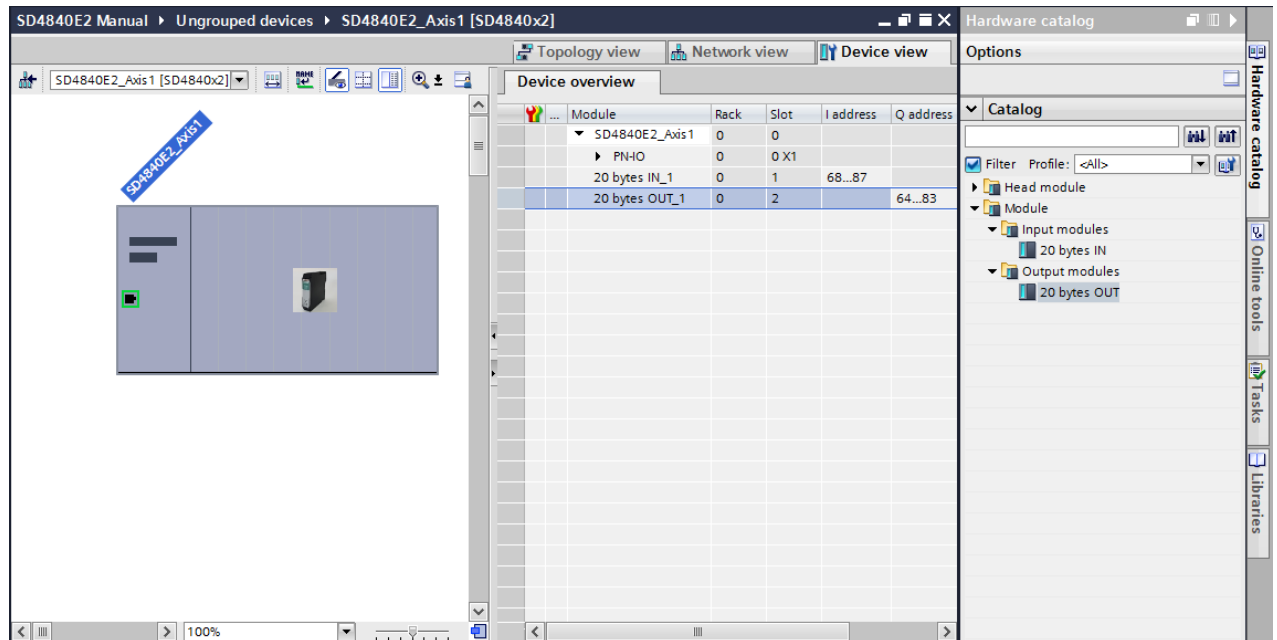 SD4840E2 Manual ▸ Ungrouped devices ▸ SD4840E2_Axis1 [SD4840x2]
Hardware catalog
Topology view
Network view
Device view
Options
SD4840E2_Axis1 [SD4840x2]
Device overview
... Module Rack Slot I address Q address
SD4840E2_Axis1 0 0
PN-IO 0 0 X1
20 bytes IN_1 0 1 68...87
20 bytes OUT_1 0 2 64...83
SD4840E2_Axis1
100%
Catalog
Filter Profile: <All>
Head module
Module
Input modules
20 bytes IN
Output modules
20 bytes OUT
Hardware catalog
Online tools
Tasks
Libraries